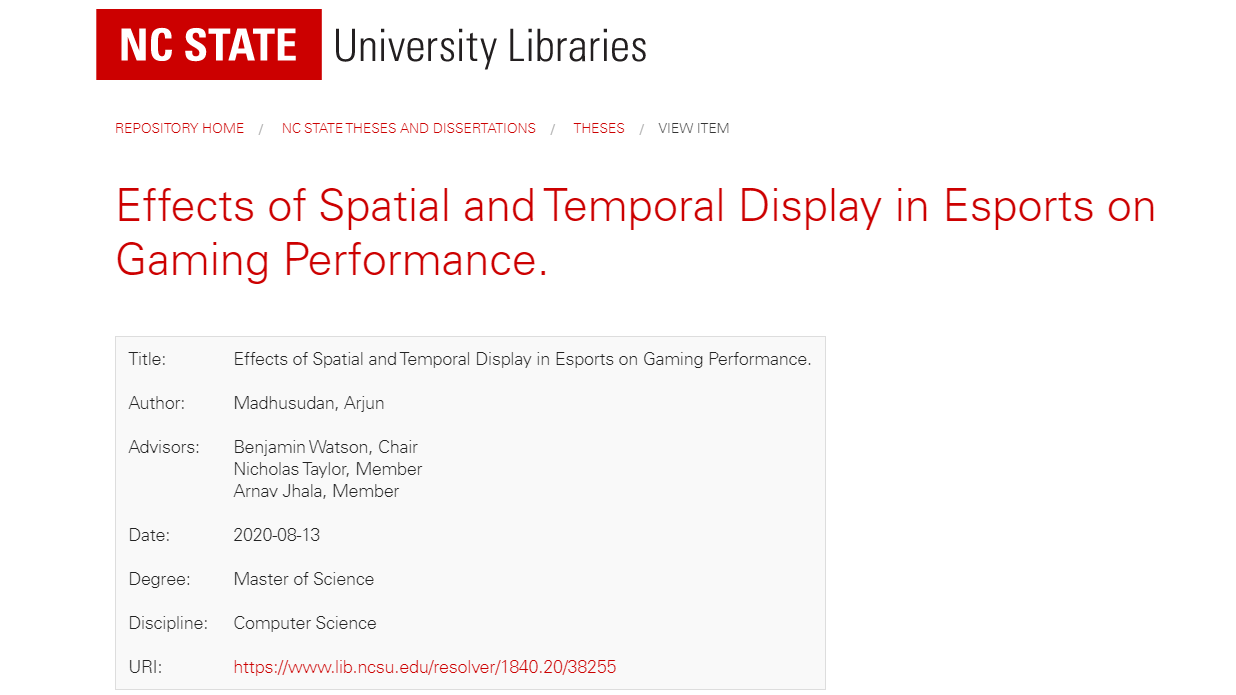 NC STATE University Libraries
REPOSITORY HOME / NC STATE THESES AND DISSERTATIONS / THESES / VIEW ITEM
Effects of Spatial and Temporal Display in Esports on
Gaming Performance.
Title: Effects of Spatial and Temporal Display in Esports on Gaming Performance.
Author: Madhusudan, Arjun
Advisors: Benjamin Watson, Chair
Nicholas Taylor, Member
Arnav Jhala, Member
Date: 2020-08-13
Degree: Master of Science
Discipline: Computer Science
URI: https://www.lib.ncsu.edu/resolver/1840.20/38255